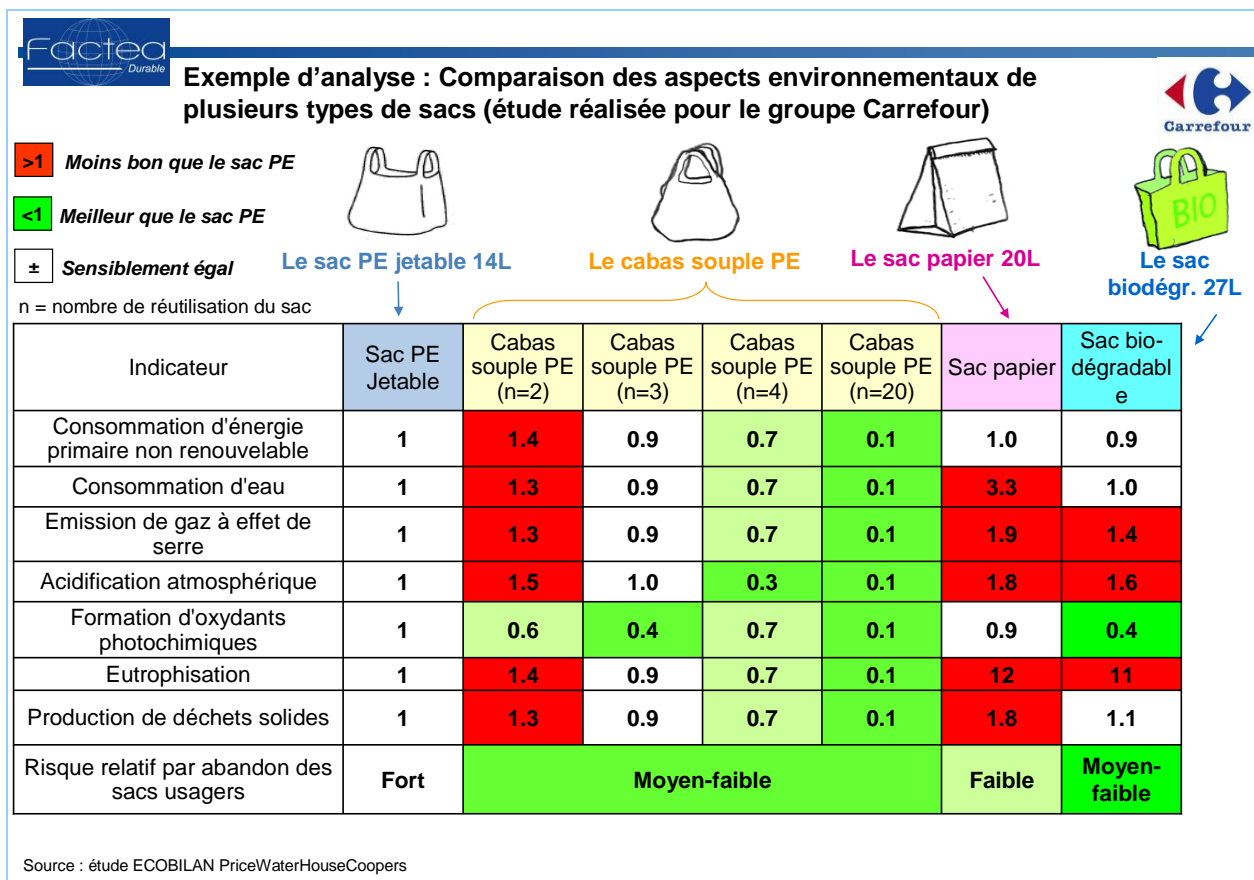 Factea
Durable
Exemple d'analyse : Comparaison des aspects environnementaux de
plusieurs types de sacs (étude réalisée pour le groupe Carrefour)
Carrefour
>1 Moins bon que le sac PE
<1 Meilleur que le sac PE
± Sensiblement égal
n = nombre de réutilisation du sac
BIO
Le sac PE jetable 14L
Le cabas souple PE
Le sac papier 20L
Le sac
biodégr. 27L
Indicateur
Sac PE
Jetable
Cabas
souple PE
(n=2)
Cabas
souple PE
(n=3)
Cabas
souple PE
(n=4)
Cabas
souple PE
(n=20)
Sac papier
Sac bio-
dégradabl
e
Consommation d'énergie
primaire non renouvelable
1 1.4 0.9 0.7 0.1 1.0 0.9
Consommation d'eau 1 1.3 0.9 0.7 0.1 3.3 1.0
Emission de gaz à effet de
serre
1 1.3 0.9 0.7 0.1 1.9 1.4
Acidification atmosphérique 1 1.5 1.0 0.3 0.1 1.8 1.6
Formation d'oxydants
photochimiques
1 0.6 0.4 0.7 0.1 0.9 0.4
Eutrophisation 1 1.4 0.9 0.7 0.1 12 11
Production de déchets solides 1 1.3 0.9 0.7 0.1 1.8 1.1
Risque relatif par abandon des
sacs usagers
Fort
Moyen-faible
Faible
Moyen-
faible
Source : étude ECOBILAN PriceWaterHouseCoopers